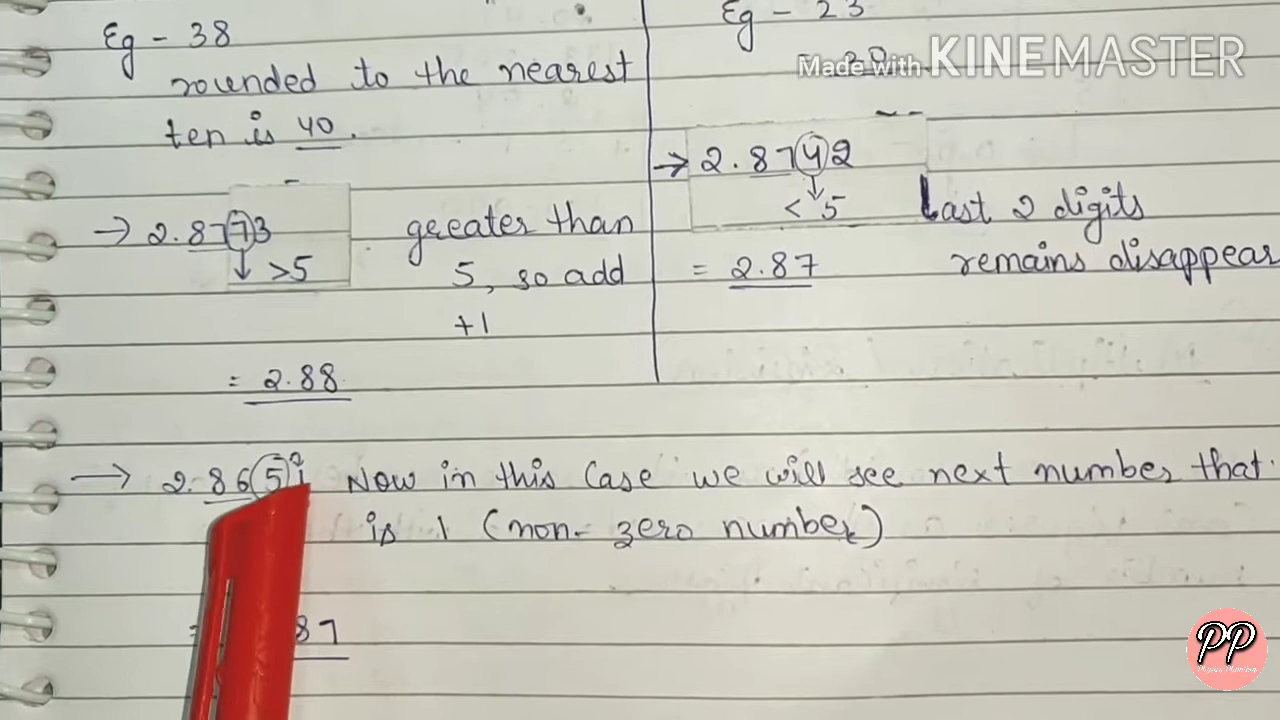 Eg - 38
rounded to the nearest
ten is 40.
→ 2.8773
↓ >5
greater than
5, so add
+1
= 2.88
Eg - 23
Made with KINEMASTER
→ 2.8742
↓
< 5
Last 2 digits
remains disappear
= 2.87
→ 2.8651 Now in this case we will see next number that
is 1 (non-zero number)
87
PP